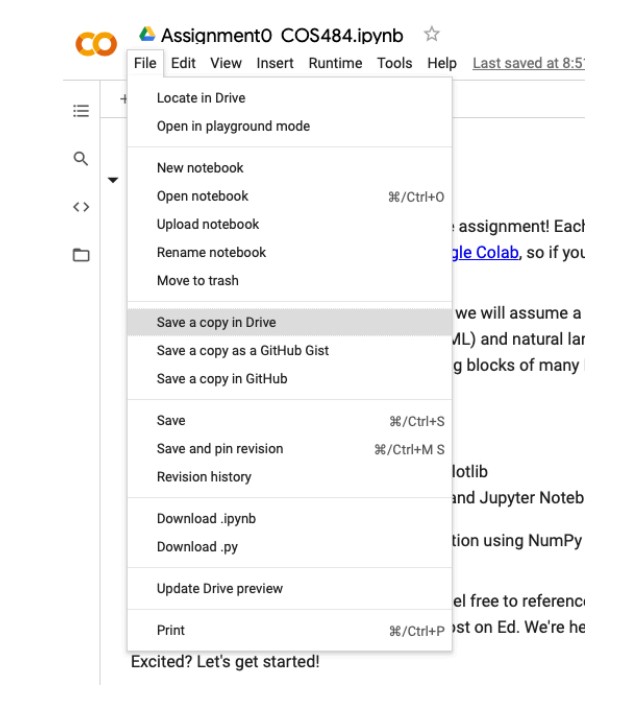 Assignment0 COS484.ipynb
File Edit View Insert Runtime Tools Help Last saved at 8:5
Locate in Drive
Open in playground mode
New notebook
Open notebook ⌘/Ctrl+O
Upload notebook
Rename notebook
Move to trash
Save a copy in Drive
Save a copy as a GitHub Gist
Save a copy in GitHub
Save ⌘/Ctrl+S
Save and pin revision ⌘/Ctrl+M S
Revision history
Download .ipynb
Download .py
Update Drive preview
Print ⌘/Ctrl+P
assignment! Each
gle Colab, so if you
we will assume a
ML) and natural lan
g blocks of many
lotlib
and Jupyter Noteb
tion using NumPy
el free to reference
ost on Ed. We're he
Excited? Let's get started!